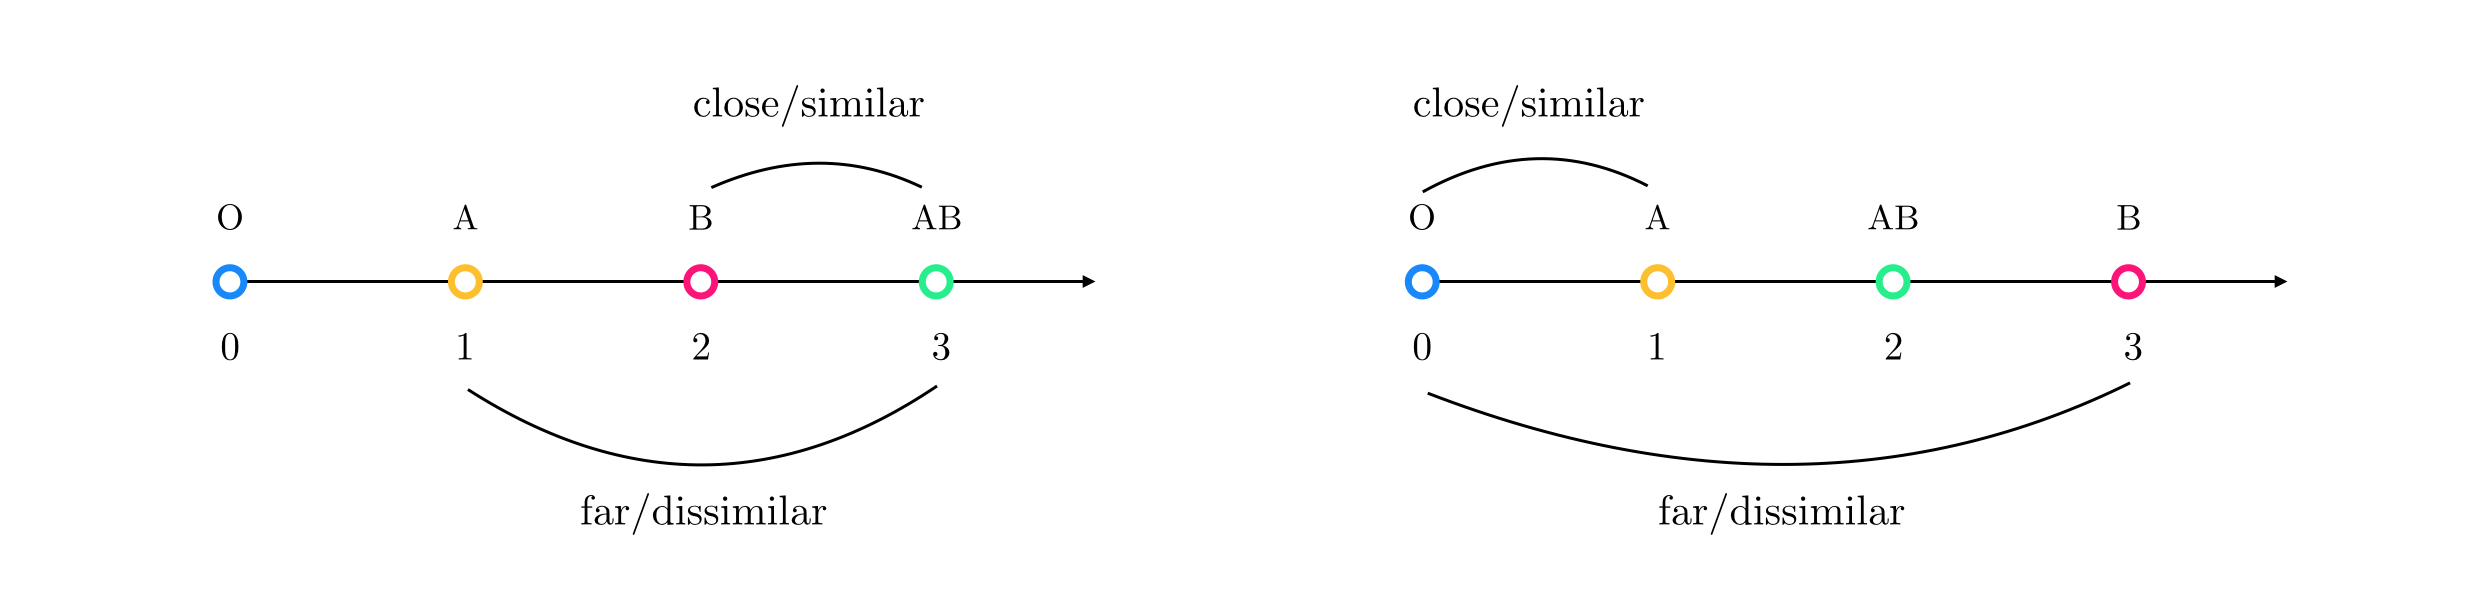 close/similar
O A B AB
0 1 2 3
far/dissimilar
close/similar
O A AB B
0 1 2 3
far/dissimilar